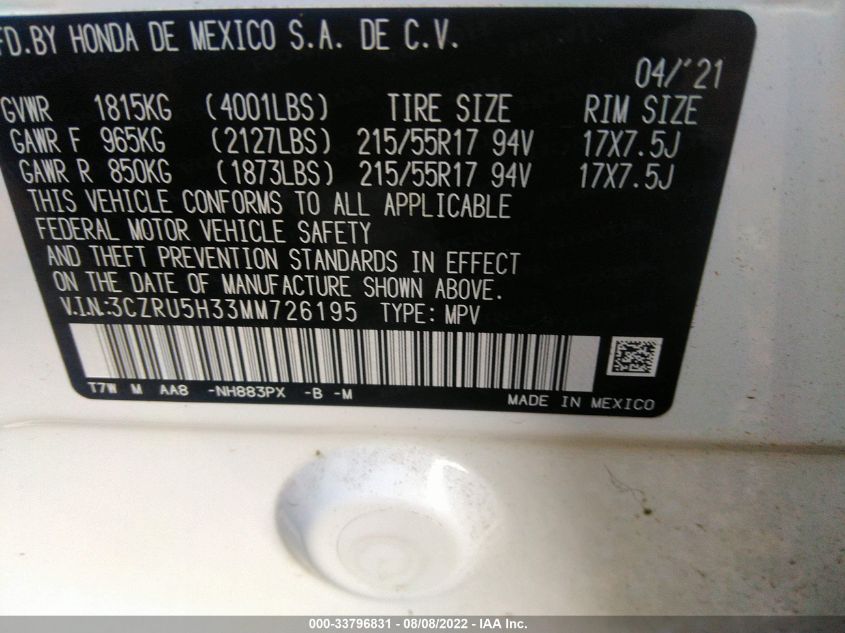 FD.BY HONDA DE MEXICO S.A. DE C.V.
04/'21
GVWR 1815KG (4001LBS) TIRE SIZE RIM SIZE
GAWR F 965KG (2127LBS) 215/55R17 94V 17X7.5J
GAWR R 850KG (1873LBS) 215/55R17 94V 17X7.5J
THIS VEHICLE CONFORMS TO ALL APPLICABLE
FEDERAL MOTOR VEHICLE SAFETY
AND THEFT PREVENTION STANDARDS IN EFFECT
ON THE DATE OF MANUFACTURE SHOWN ABOVE.
V.I.N.:3CZRU5H33MM726195 TYPE: MPV
T7W M AA8 -NH883PX -B -M
MADE IN MEXICO
000-33796831 - 08/08/2022 - IAA Inc.